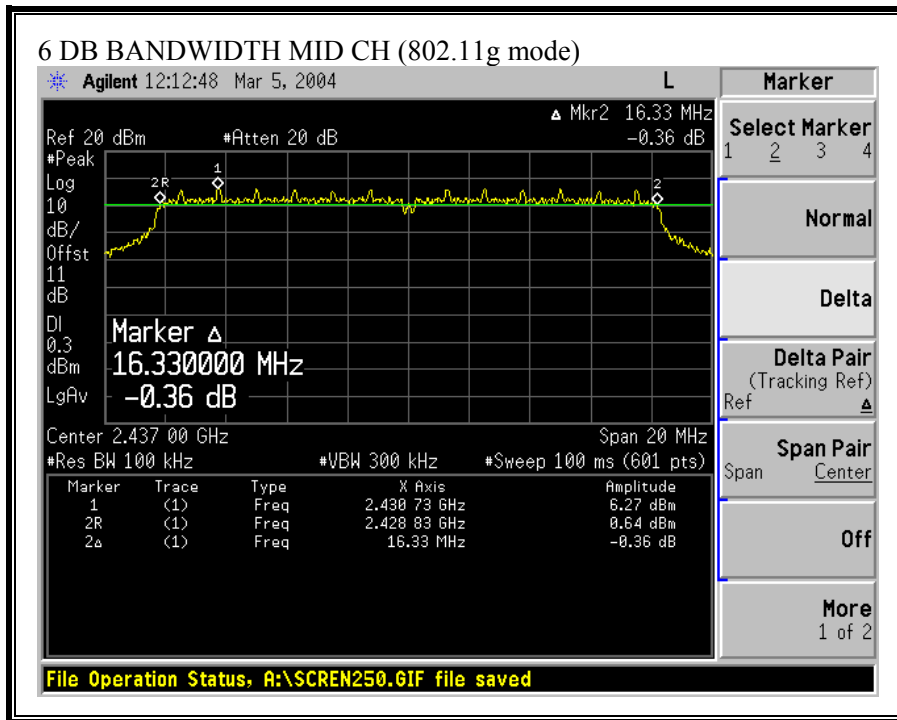 6 DB BANDWIDTH MID CH (802.11g mode)
Agilent 12:12:48 Mar 5, 2004 L
Δ Mkr2 16.33 MHz
Ref 20 dBm #Atten 20 dB -0.36 dB
#Peak
Log
10
dB/
Offst
11
dB
DI
0.3
dBm
LgAv
2R
1
2
Marker Δ
16.330000 MHz
-0.36 dB
Center 2.437 00 GHz Span 20 MHz
#Res BW 100 kHz #VBW 300 kHz #Sweep 100 ms (601 pts)
Marker Trace Type X Axis Amplitude
1 (1) Freq 2.430 73 GHz 6.27 dBm
2R (1) Freq 2.428 83 GHz 0.64 dBm
2Δ (1) Freq 16.33 MHz -0.36 dB
Marker
Select Marker
1 2 3 4
Normal
Delta
Delta Pair
(Tracking Ref)
Ref Δ
Span Pair
Span Center
Off
More
1 of 2
File Operation Status, A:\SCREN250.GIF file saved